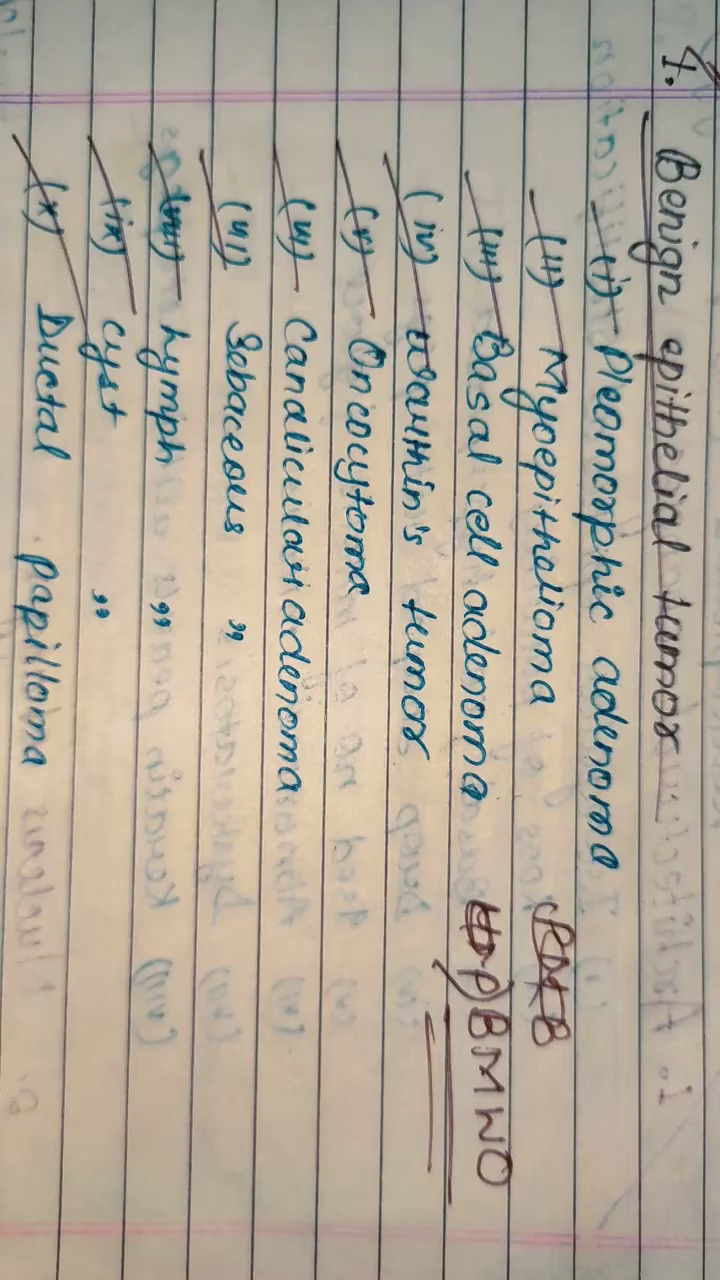 4. Benign epithelial tumor
(i) Pleomorphic adenoma
(ii) Myoepithelioma
(iii) Basal cell adenoma
P) BMWO
(iv) Warthin's tumor
(v) Oncocytoma
(vi) Canalicular adenoma
(vii) Sebaceous "
(viii) Lymph "
(ix) cyst "
(x) Ductal papilloma